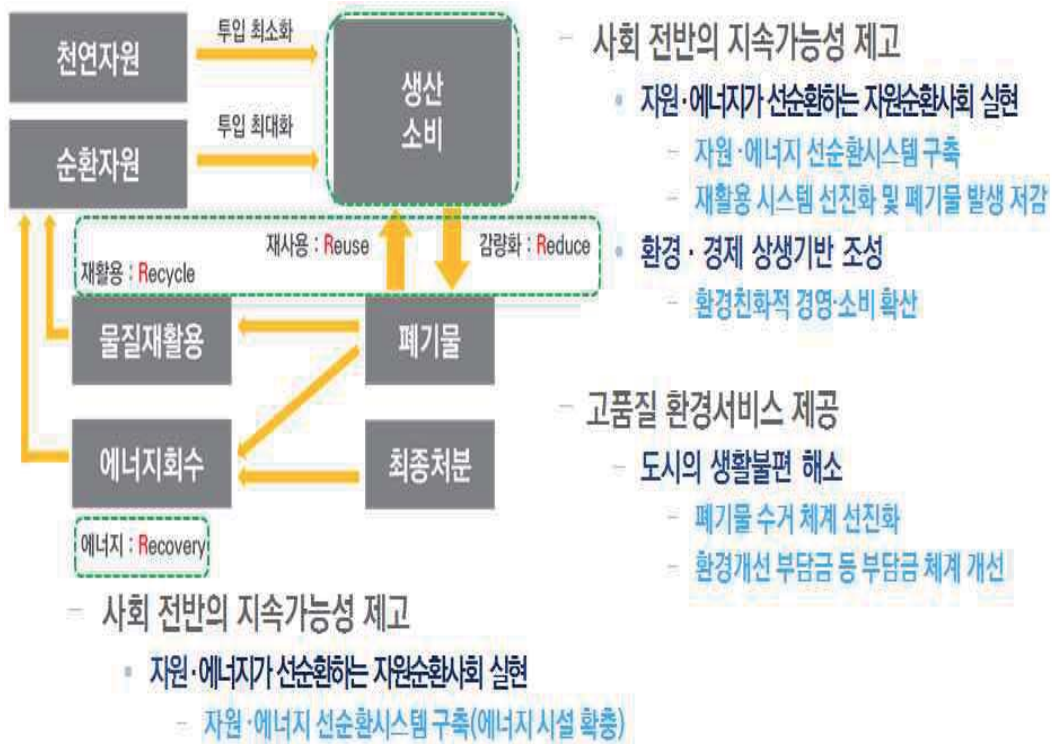 천연자원
투입 최소화
생산
소비
순환자원
투입 최대화
재사용 : Reuse
감량화 : Reduce
재활용 : Recycle
물질재활용
폐기물
에너지회수
최종처분
에너지 : Recovery
– 사회 전반의 지속가능성 제고
• 자원·에너지가 선순환하는 자원순환사회 실현
– 자원·에너지 선순환시스템 구축
– 재활용 시스템 선진화 및 폐기물 발생 저감
• 환경·경제 상생기반 조성
– 환경친화적 경영·소비 확산
– 고품질 환경서비스 제공
– 도시의 생활불편 해소
– 폐기물 수거 체계 선진화
– 환경개선 부담금 등 부담금 체계 개선
– 사회 전반의 지속가능성 제고
• 자원·에너지가 선순환하는 자원순환사회 실현
– 자원·에너지 선순환시스템 구축(에너지 시설 확충)